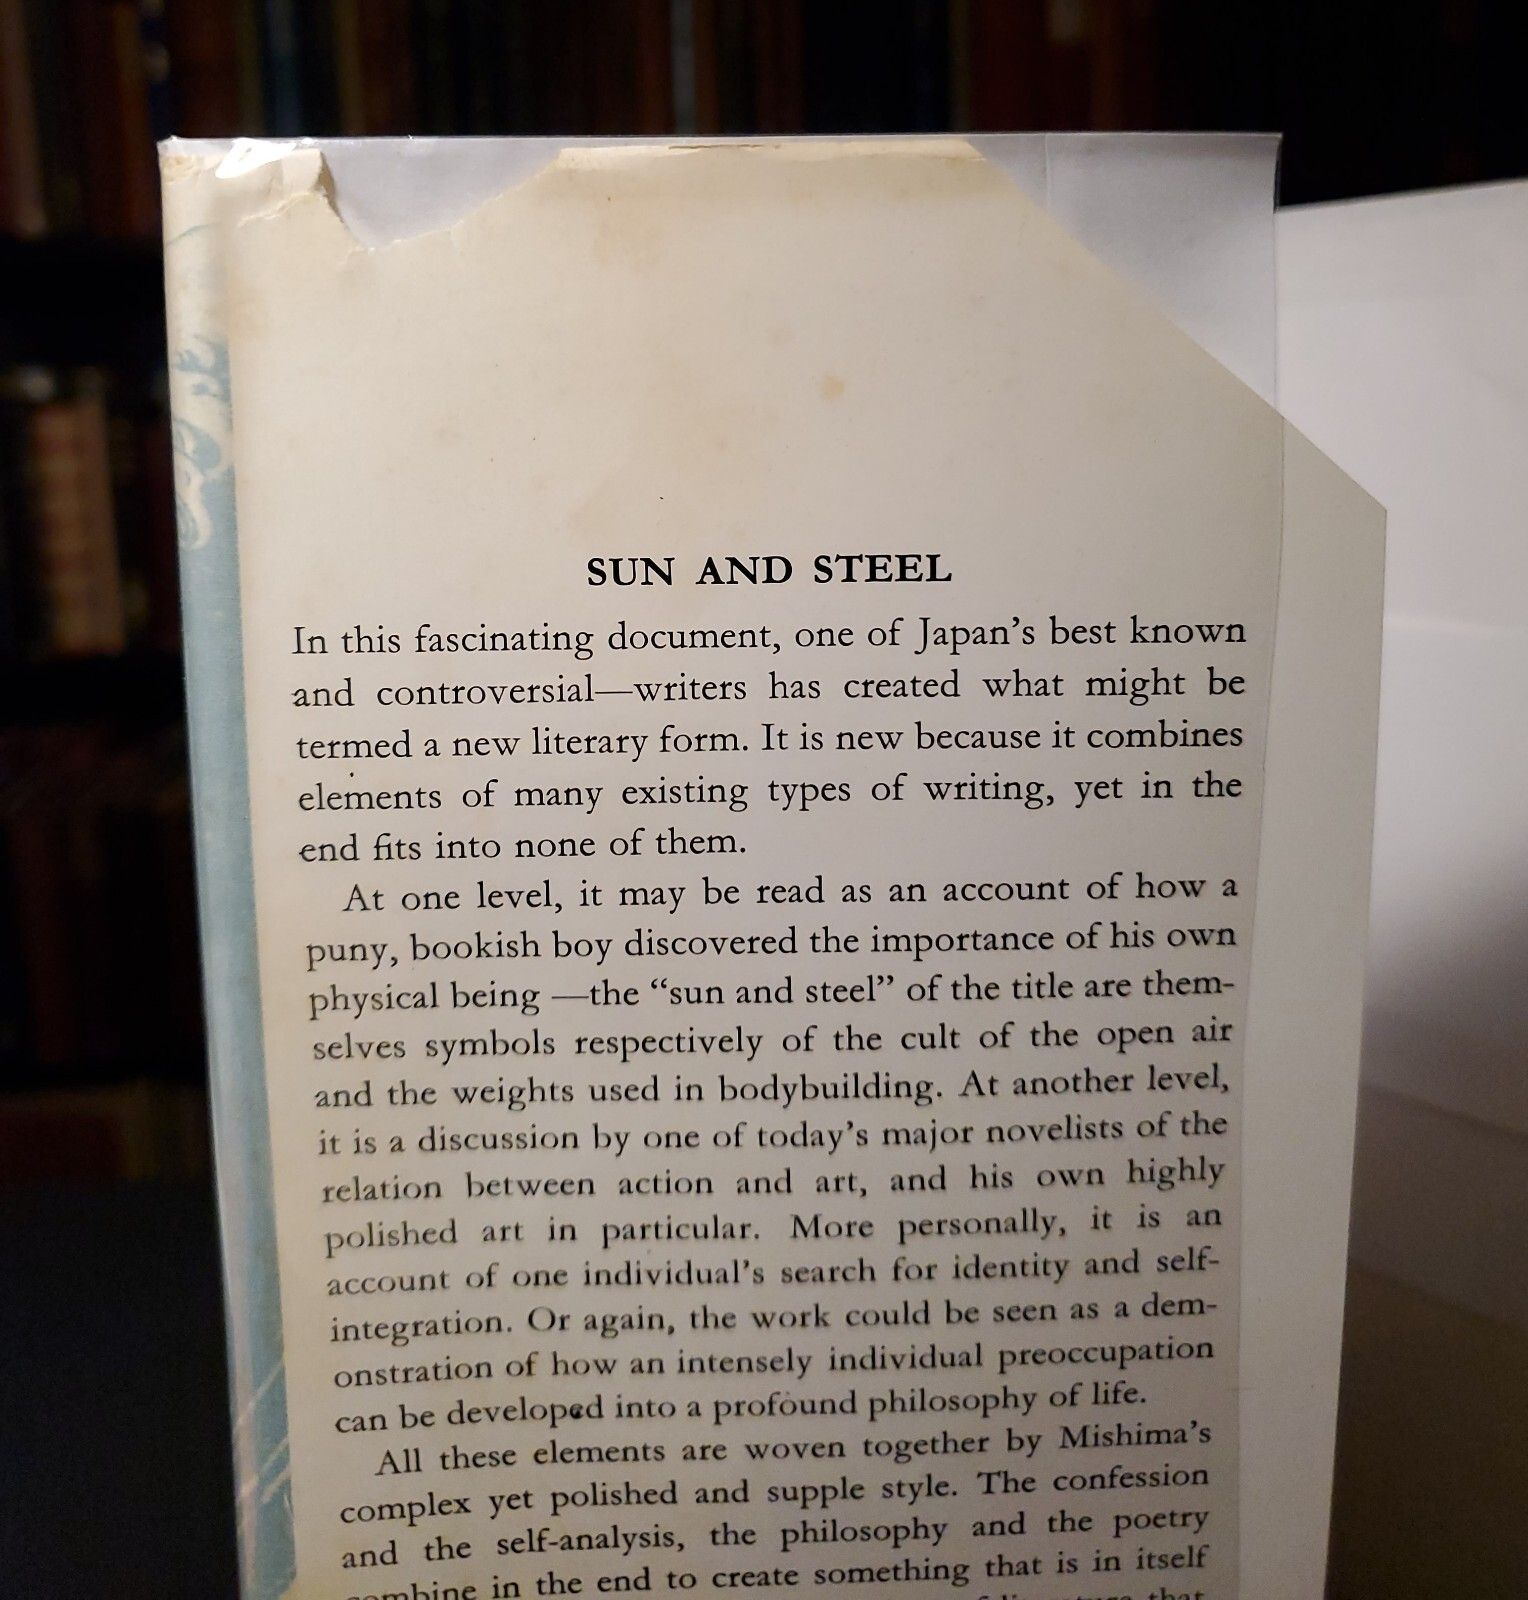 SUN AND STEEL
In this fascinating document, one of Japan's best known
and controversial—writers has created what might be
termed a new literary form. It is new because it combines
elements of many existing types of writing, yet in the
end fits into none of them.
At one level, it may be read as an account of how a
puny, bookish boy discovered the importance of his own
physical being —the “sun and steel” of the title are them-
selves symbols respectively of the cult of the open air
and the weights used in bodybuilding. At another level,
it is a discussion by one of today's major novelists of the
relation between action and art, and his own highly
polished art in particular. More personally, it is an
account of one individual's search for identity and self-
integration. Or again, the work could be seen as a dem-
onstration of how an intensely individual preoccupation
can be developed into a profound philosophy of life.
All these elements are woven together by Mishima's
complex yet polished and supple style. The confession
and the self-analysis, the philosophy and the poetry
combine in the end to create something that is in itself
that